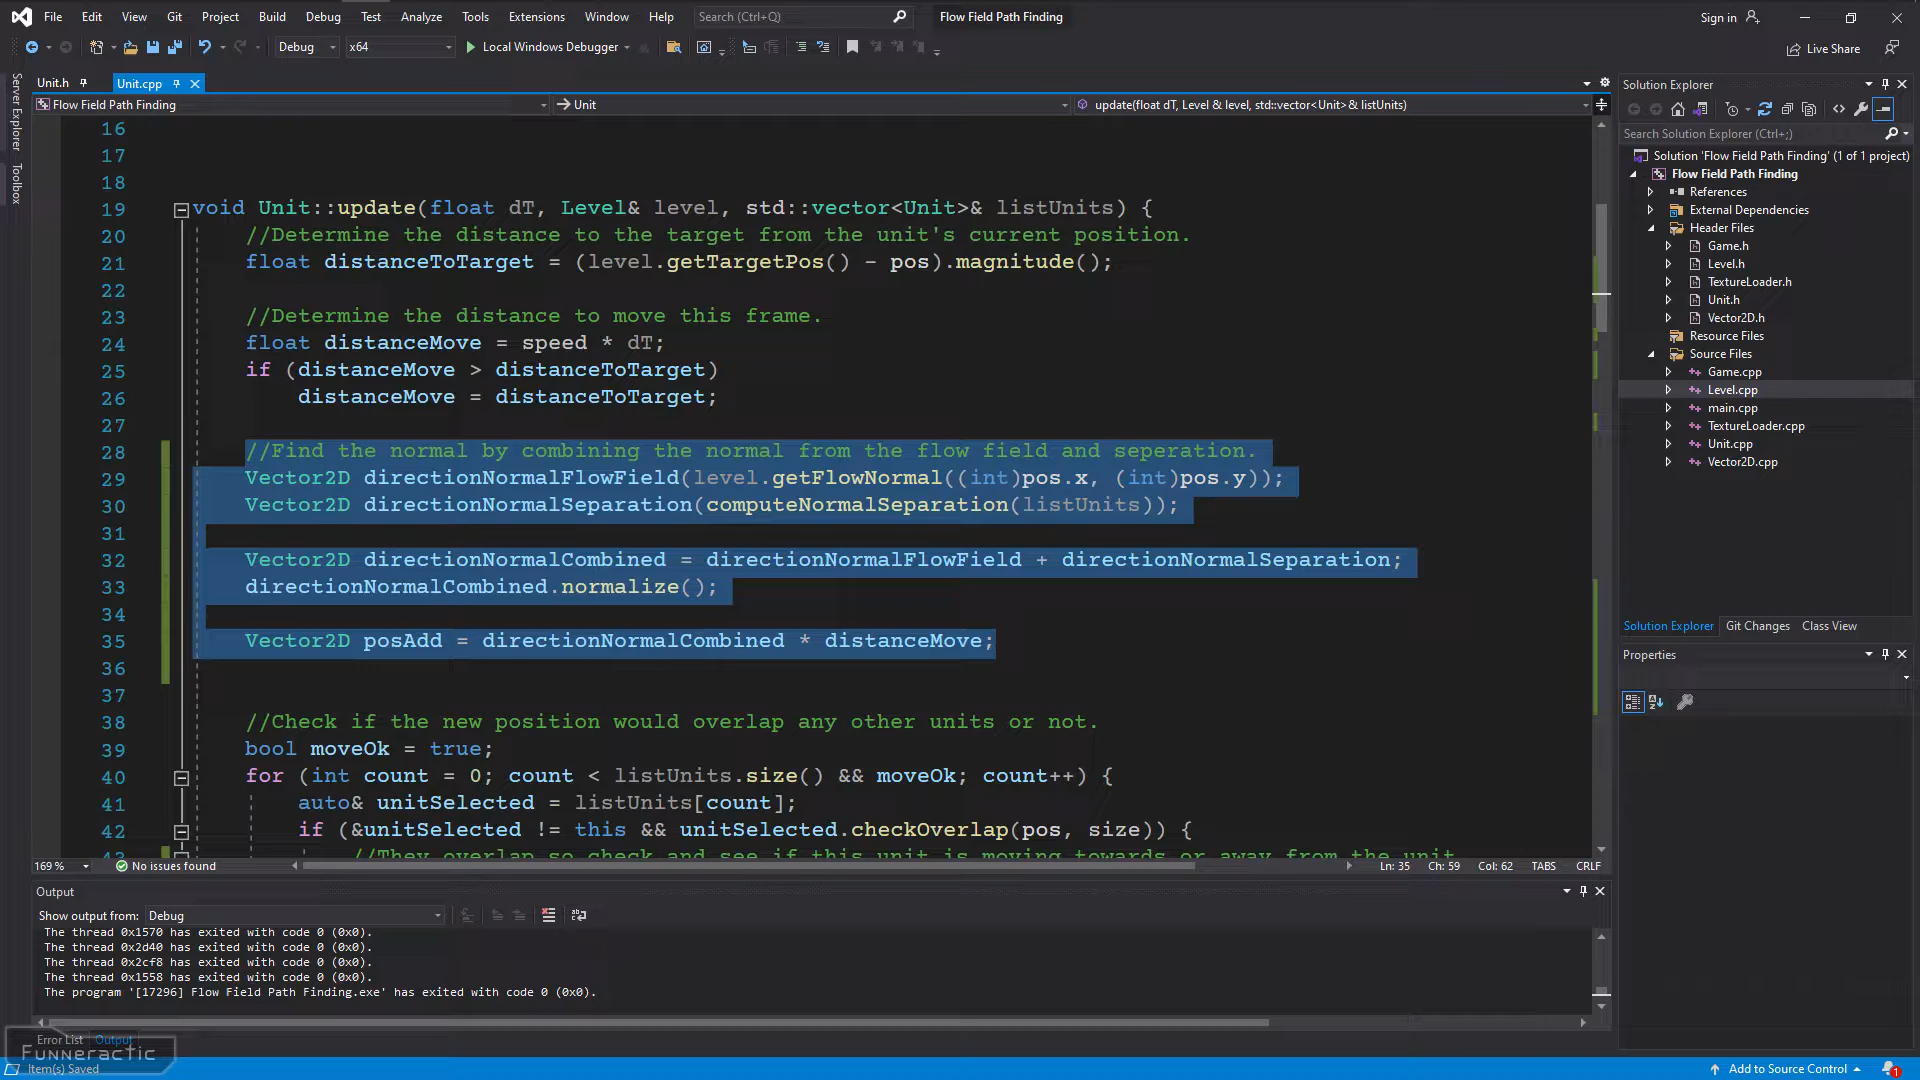 File Edit View Git Project Build Debug Test Analyze Tools Extensions Window Help Search (Ctrl+Q) Flow Field Path Finding Sign in
Debug x64 Local Windows Debugger Live Share
Server Explorer
Toolbox
Unit.h Unit.cpp
Flow Field Path Finding Unit update(float dT, Level & level, std::vector<Unit>& listUnits)
16
17
18
19 void Unit::update(float dT, Level& level, std::vector<Unit>& listUnits) {
20 //Determine the distance to the target from the unit's current position.
21 float distanceToTarget = (level.getTargetPos() - pos).magnitude();
22
23 //Determine the distance to move this frame.
24 float distanceMove = speed * dT;
25 if (distanceMove > distanceToTarget)
26 distanceMove = distanceToTarget;
27
28 //Find the normal by combining the normal from the flow field and seperation.
29 Vector2D directionNormalFlowField(level.getFlowNormal((int)pos.x, (int)pos.y));
30 Vector2D directionNormalSeparation(computeNormalSeparation(listUnits));
31
32 Vector2D directionNormalCombined = directionNormalFlowField + directionNormalSeparation;
33 directionNormalCombined.normalize();
34
35 Vector2D posAdd = directionNormalCombined * distanceMove;
36
37
38 //Check if the new position would overlap any other units or not.
39 bool moveOk = true;
40 for (int count = 0; count < listUnits.size() && moveOk; count++) {
41 auto& unitSelected = listUnits[count];
42 if (&unitSelected != this && unitSelected.checkOverlap(pos, size)) {
43 //They overlap so check and see if this unit is moving towards or away from the unit
169 % No issues found Ln: 35 Ch: 59 Col: 62 TABS CRLF
Output
Show output from: Debug
The thread 0x1570 has exited with code 0 (0x0).
The thread 0x2d40 has exited with code 0 (0x0).
The thread 0x2cf8 has exited with code 0 (0x0).
The thread 0x1558 has exited with code 0 (0x0).
The program '[17296] Flow Field Path Finding.exe' has exited with code 0 (0x0).
Error List Output
Funneractic
Item(s) Saved
Solution Explorer
Search Solution Explorer (Ctrl+;)
Solution 'Flow Field Path Finding' (1 of 1 project)
Flow Field Path Finding
References
External Dependencies
Header Files
Game.h
Level.h
TextureLoader.h
Unit.h
Vector2D.h
Resource Files
Source Files
Game.cpp
Level.cpp
main.cpp
TextureLoader.cpp
Unit.cpp
Vector2D.cpp
Solution Explorer Git Changes Class View
Properties
Add to Source Control 1